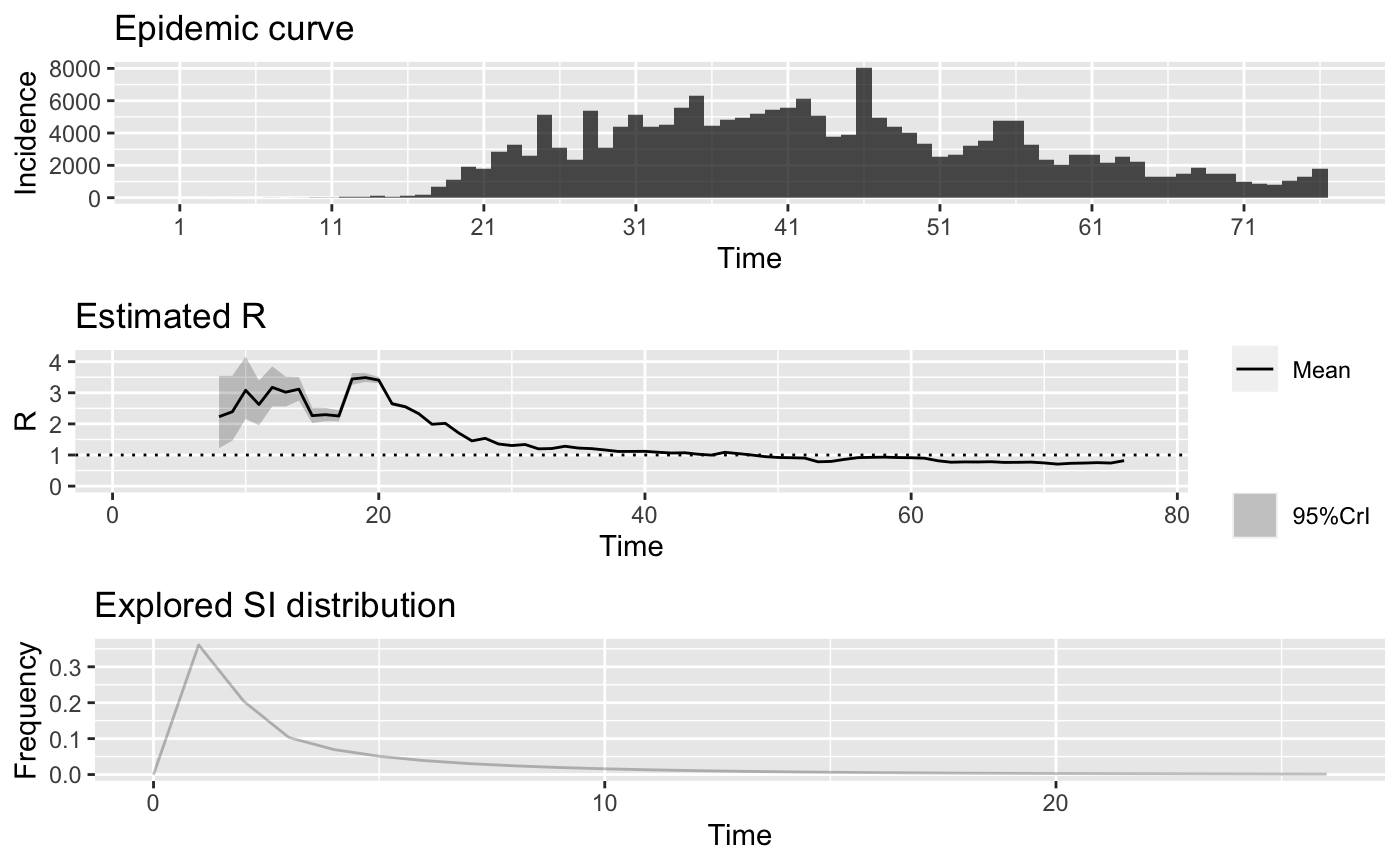 Epidemic curve
8000
6000
4000
2000
0
Incidence
1 11 21 31 41 51 61 71
Time
Estimated R
4
3
2
1
0
R
0 20 40 60 80
Time
Mean
95%CrI
Explored SI distribution
0.3
0.2
0.1
0.0
Frequency
0 10 20
Time